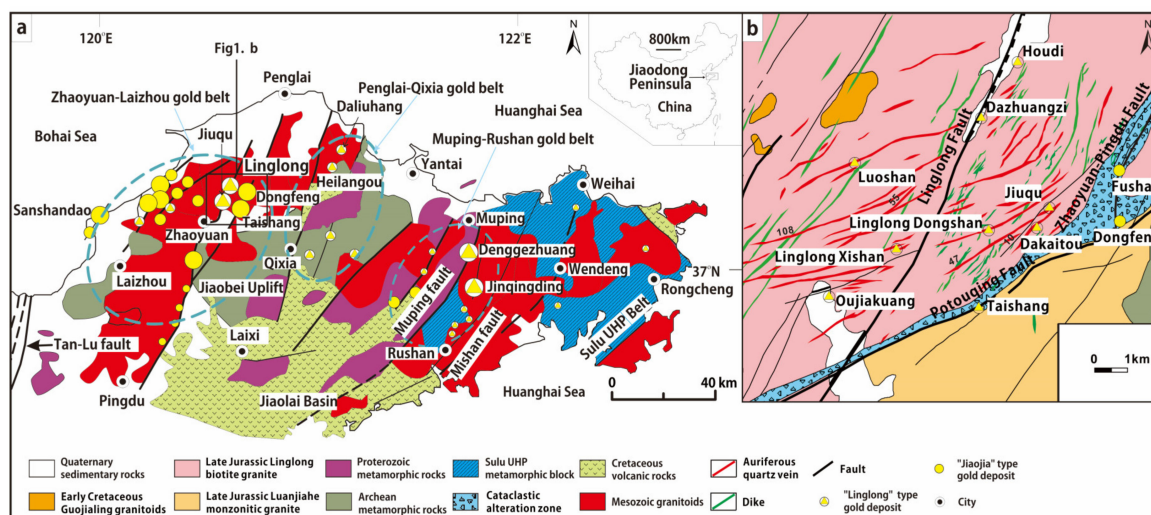 a
120°E
122°E
N
Fig1. b
Penglai
Penglai-Qixia gold belt
Zhaoyuan-Laizhou gold belt
Daliuhang
Huanghai Sea
Muping-Rushan gold belt
Bohai Sea
Jiuqu
Yantai
Linglong
Heilangou
Weihai
Dongfeng
Sanshandao
Taishang
Muping
Zhaoyuan
Denggezhuang
Qixia
Wendeng
37°N
Laizhou
Jiaobei Uplift
Jinqingding
Rongcheng
Muping fault
Sulu UHP Belt
Laixi
Tan-Lu fault
Rushan
Mishan fault
Huanghai Sea
Pingdu
Jiaolai Basin
0
40 km
800km
Jiaodong
Peninsula
China
b
N
Houdi
Dazhuangzi
Linglong Fault
Zhaoyuan-Pingdu Fault
Luoshan
Jiuqu
Fusha
55
Linglong Dongshan
108
10
Dakaitou
Dongfen
47
Linglong Xishan
Potouqing Fault
Oujiakuang
Taishang
0
1km
Quaternary
sedimentary rocks
Late Jurassic Linglong
biotite granite
Proterozoic
metamorphic rocks
Sulu UHP
metamorphic block
Cretaceous
volcanic rocks
Auriferous
quartz vein
Fault
"Jiaojia" type
gold deposit
Early Cretaceous
Guojialing granitoids
Late Jurassic Luanjiahe
monzonitic granite
Archean
metamorphic rocks
Cataclastic
alteration zone
Mesozoic granitoids
Dike
"Linglong" type
gold deposit
City